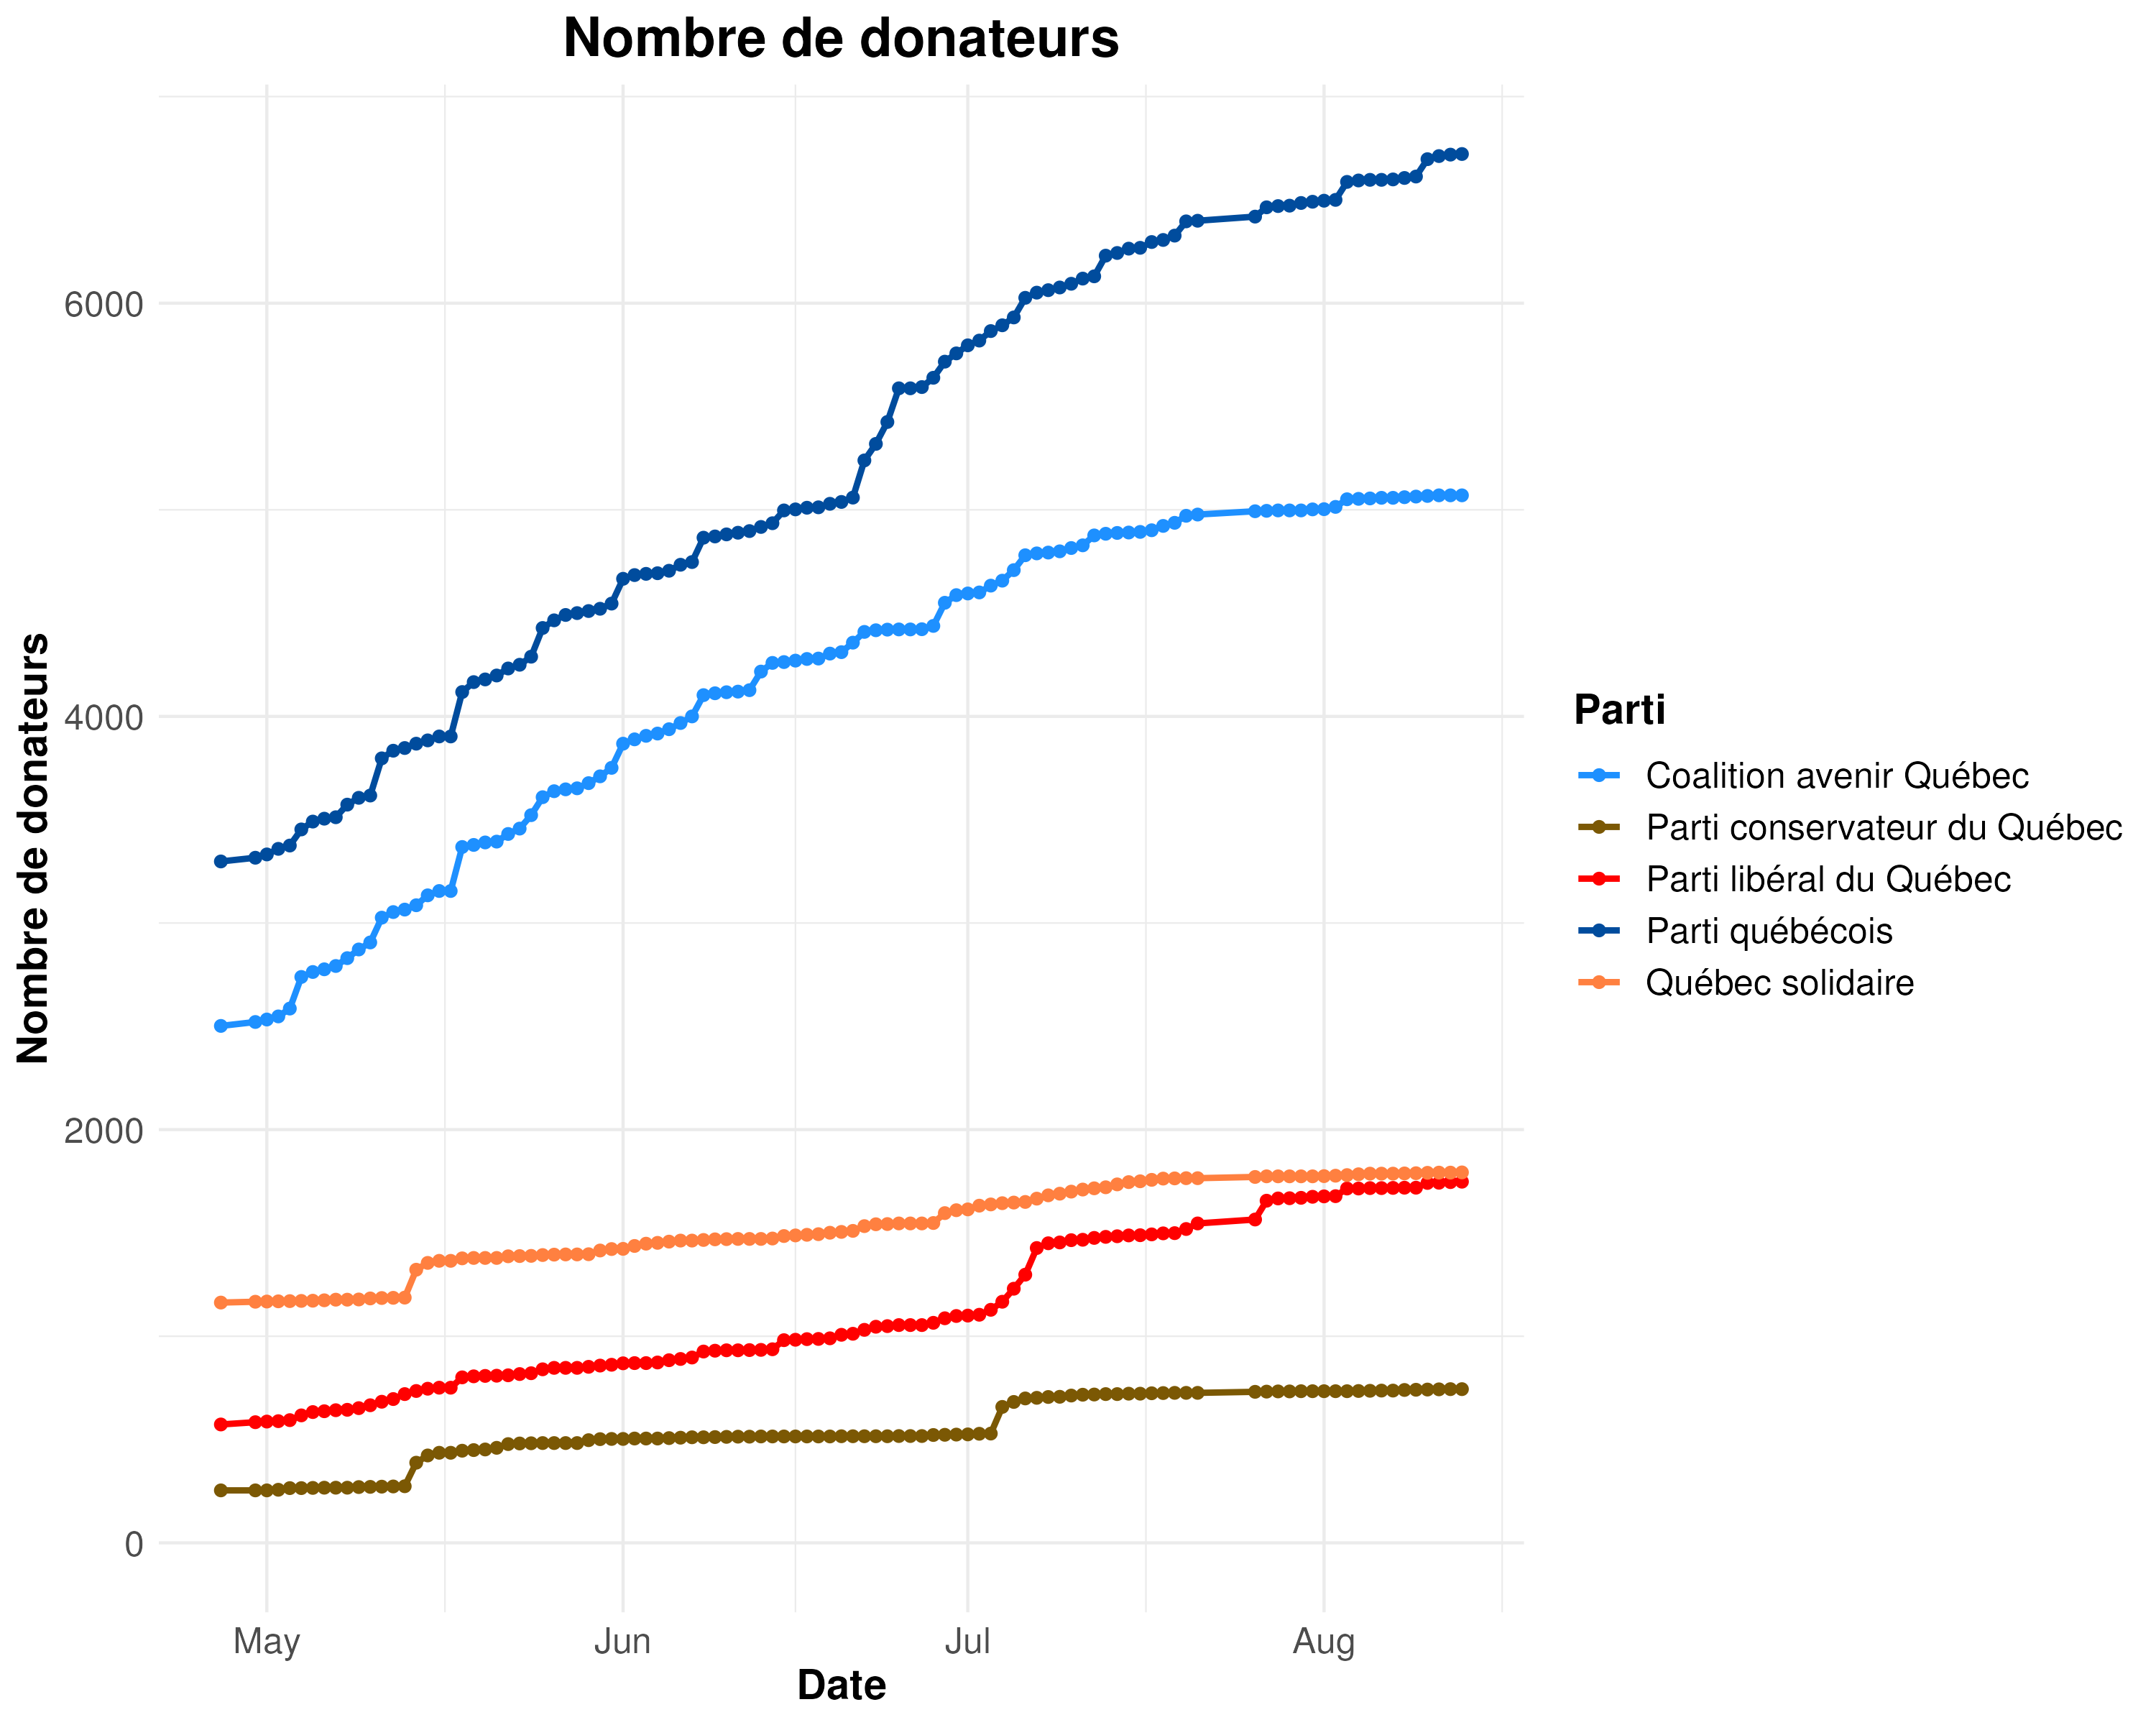 Nombre de donateurs
Nombre de donateurs
6000
4000
2000
0
May
Jun
Jul
Aug
Date
Parti
Coalition avenir Québec
Parti conservateur du Québec
Parti libéral du Québec
Parti québécois
Québec solidaire